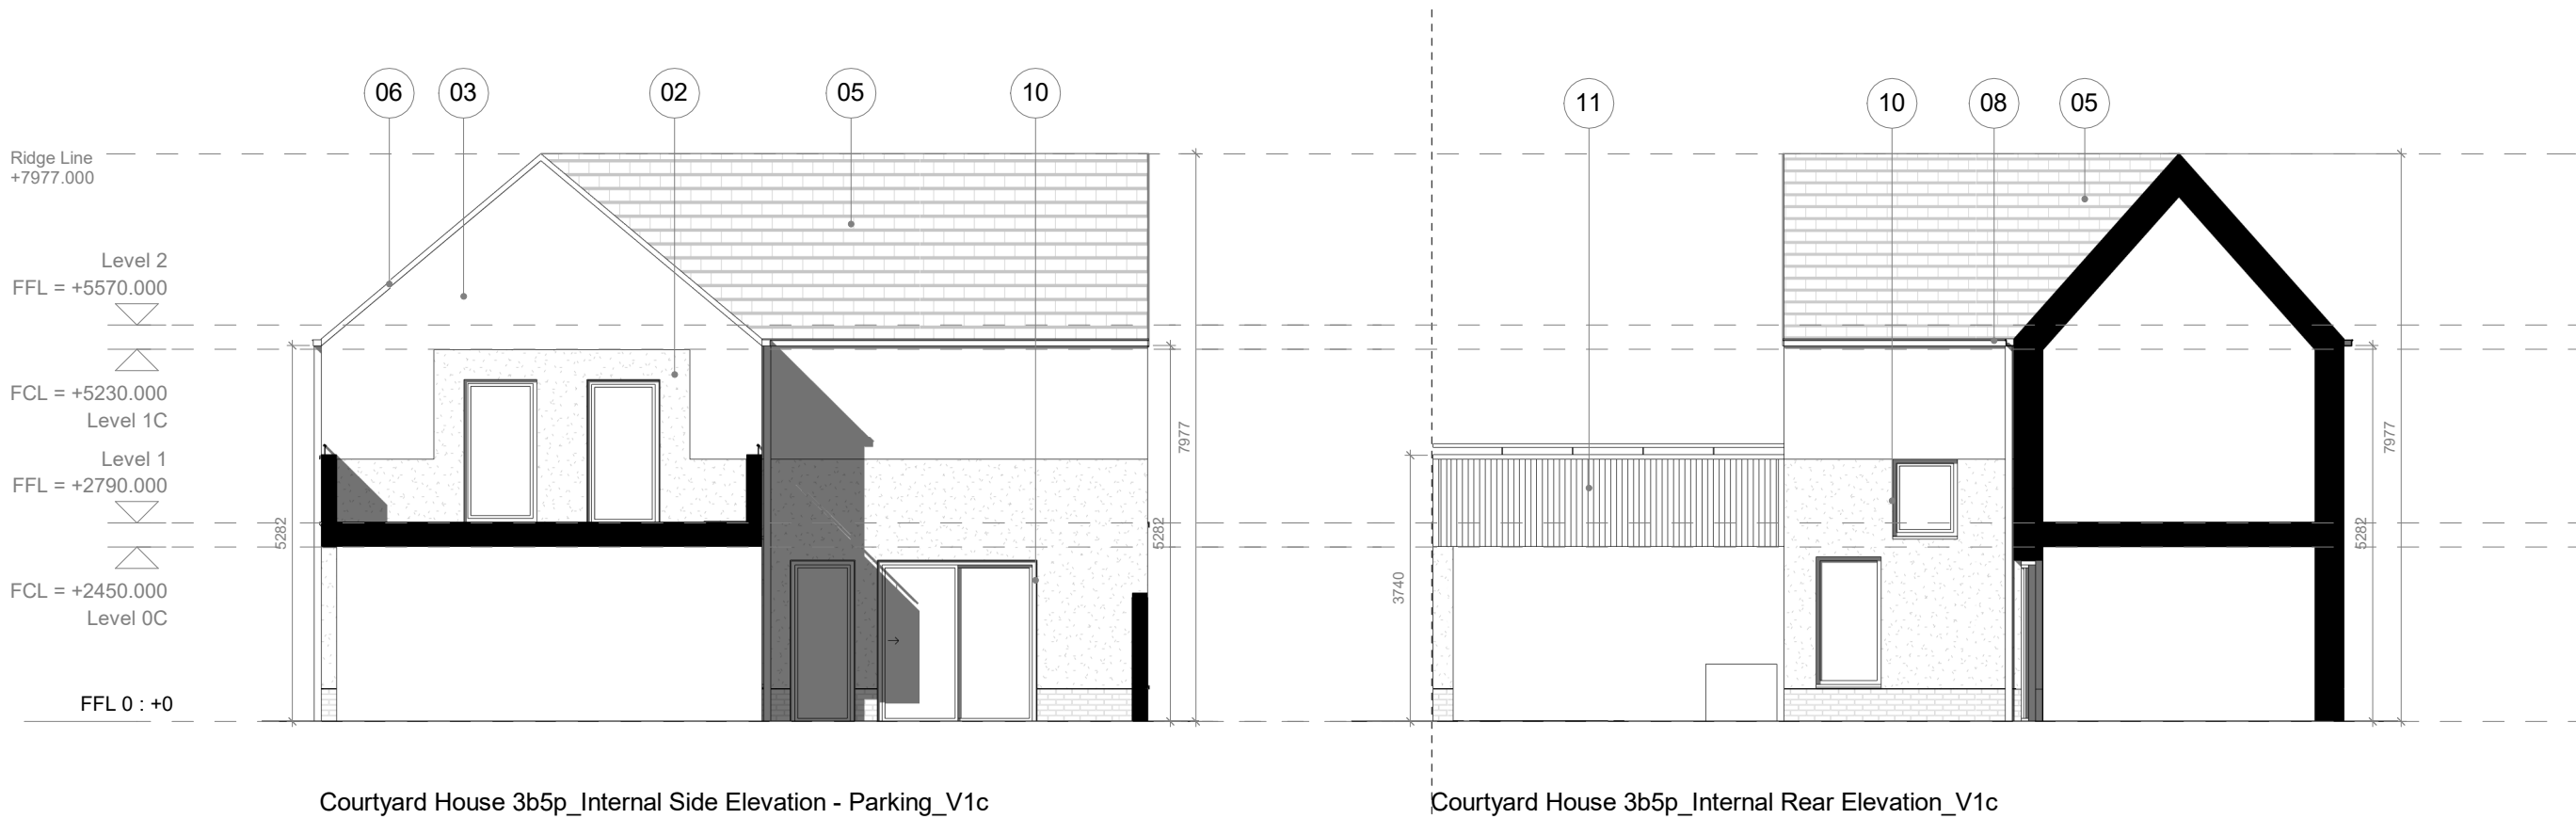 06
03
02
05
10
11
10
08
05
Ridge Line
+7977.000
Level 2
FFL = +5570.000
FCL = +5230.000
Level 1C
Level 1
FFL = +2790.000
FCL = +2450.000
Level 0C
FFL 0 : +0
5282
5282
7977
3740
5282
7977
Courtyard House 3b5p_Internal Side Elevation - Parking_V1c
Courtyard House 3b5p_Internal Rear Elevation_V1c